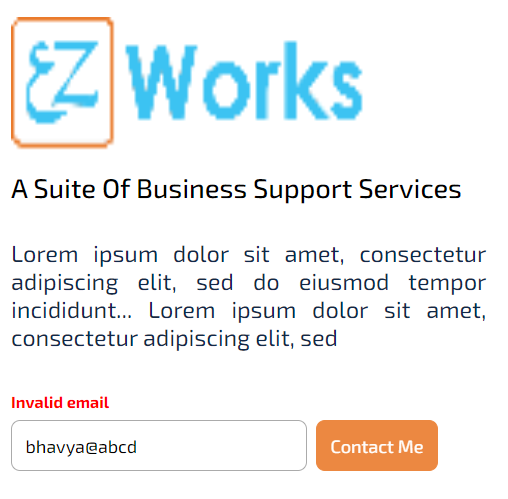 EZ Works
A Suite Of Business Support Services
Lorem ipsum dolor sit amet, consectetur
adipiscing elit, sed do eiusmod tempor
incididunt... Lorem ipsum dolor sit amet,
consectetur adipiscing elit, sed
Invalid email
bhavya@abcd Contact Me